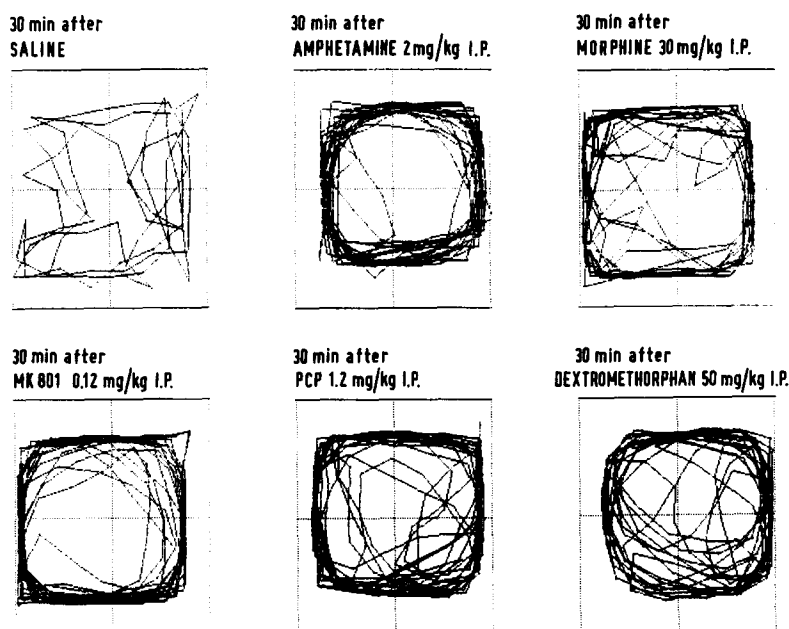 30 min after
SALINE
30 min after
AMPHETAMINE 2mg/kg I.P.
30 min after
MORPHINE 30mg/kg I.P.
30 min after
MK801 0.12 mg/kg I.P.
30 min after
PCP 1.2 mg/kg I.P.
30 min after
DEXTROMETHORPHAN 50 mg/kg I.P.